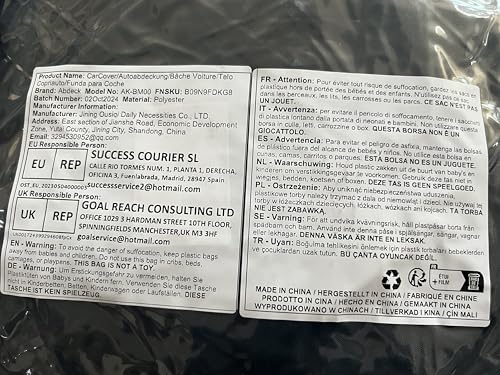 Product Name: CarCover/Autoabdeckung/Bâche Voiture/Telo
Copriauto/Funda para Coche
Brand: Abdeck Model No: AK-BM00 FNSKU: B09N9FDKG8
Batch Number: 02Oct2024 Material: Polyester
Manufacturer Information:
Manufacturer: Jining Ousiqi Daily Necessities Co., LTD.
Address: East section of Jianshe Road, Economic Development
Zone, Yutai County, Jining City, Shandong, China
Email: 3294530952@qq.com
EU Responsible Person:
EU REP
SUCCESS COURIER SL
CALLE RIO TORMES NUM. 1, PLANTA 1, DERECHA,
OFICINA 3, Fuenlabrada, Madrid, 28947 Spain
successservice2@hotmail.com
UK Responsible Person:
UK REP
GOAL REACH CONSULTING LTD
OFFICE 1029 3 HARDMAN STREET 10TH FLOOR,
SPINNINGFIELDS MANCHESTER,UK M3 3HF
goalservice@hotmail.com
EN - Warning: To avoid the danger of suffocation, keep plastic bags
away from babies and children. Do not use this bag in cribs, beds,
carriages, or playpens. THIS BAG IS NOT A TOY.
DE - Warnung: Um Erstickungsgefahr zu vermeiden, halten Sie
Plastiktüten von Babys und Kindern fern. Verwenden Sie diese Tasche
nicht in Kinderbetten, Betten, Kinderwagen oder Laufställen. DIESE
TASCHE IST KEIN SPIELZEUG.
FR - Attention: Pour éviter tout risque de suffocation, gardez les sacs en
plastique hors de portée des bébés et des enfants. N'utilisez pas ce sac
dans les berceaux, les lits, les carrosses ou les parcs. CE SAC N'EST PAS
UN JOUET.
IT - Avvertenza: per evitare il pericolo di soffocamento, tenere i sacchetti
di plastica lontano dalla portata di neonati e bambini. Non utilizzare questa
borsa in culla, letti, carrozzine o box. QUESTA BORSA NON È UN
GIOCATTOLO.
ES - Advertencia: Para evitar el peligro de asfixia, mantenga las bolsas
de plástico fuera del alcance de bebés y niños. No utilice esta bolsa en
cunas, camas, carritos o parques. ESTA BOLSA NO ES UN JUGUETE.
NL - Waarschuwing: Houd plastic zakken uit de buurt van baby's en
kinderen om verstikkingsgevaar te voorkomen. Gebruik deze tas niet in
wiegen, bedden, koetsen of boxen. DEZE TAS IS GEEN SPEELGOED.
PL - Ostrzeżenie: Aby uniknąć niebezpieczeństwa uduszenia,
plastikowe torby należy trzymać z dala od niemowląt i dzieci. Nie używaj
tej torby w łóżeczkach dziecięcych, łóżkach, wózkach ani kojcach. TA TORBA
NIE JEST ZABAWKĄ.
SE - Varning: För att undvika kvävningsrisk, håll plastpåsar borta från
spädbarn och barn. Använd inte denna påse i spjälsängar, sängar, vagnar
eller lekhagar. DENNA VÄSKA ÄR INTE EN LEKSAK.
TR - Uyarı: Boğulma tehlikesini önlemek için plastik torbaları bebeklerden
ve çocuklardan uzak tutun. BU ÇANTA OYUNCAK DEĞİL.
ÉTUI
+ FILM
MADE IN CHINA / HERGESTELLT IN CHINA / FABRIQUÉ EN CHINE
PRODOTTO IN CINA / HECHO EN CHINA / GEMAAKT IN CHINA
WYPRODUKOWANO W CHINACH / TILLVERKAD I KINA / ÇİN MALI